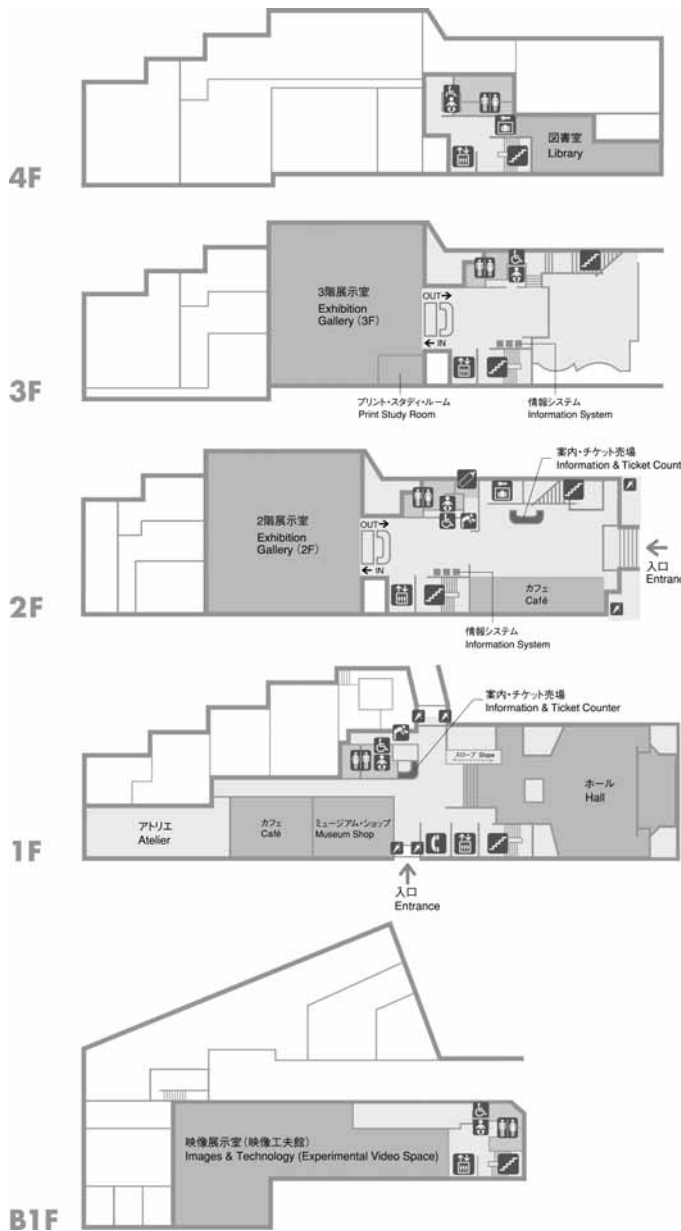 図書室
Library
4F
3階展示室
Exhibition
Gallery (3F)
OUT→
←IN
3F
プリント・スタディ・ルーム
Print Study Room
情報システム
Information System
案内・チケット売場
Information & Ticket Count
2階展示室
Exhibition
Gallery (2F)
OUT→
←IN
入口
Entrance
カフェ
Café
2F
情報システム
Information System
案内・チケット売場
Information & Ticket Counter
スロープ Slope
ホール
Hall
アトリエ
Atelier
カフェ
Café
ミュージアム・ショップ
Museum Shop
1F
入口
Entrance
映像展示室（映像工夫館）
Images & Technology (Experimental Video Space)
B1F